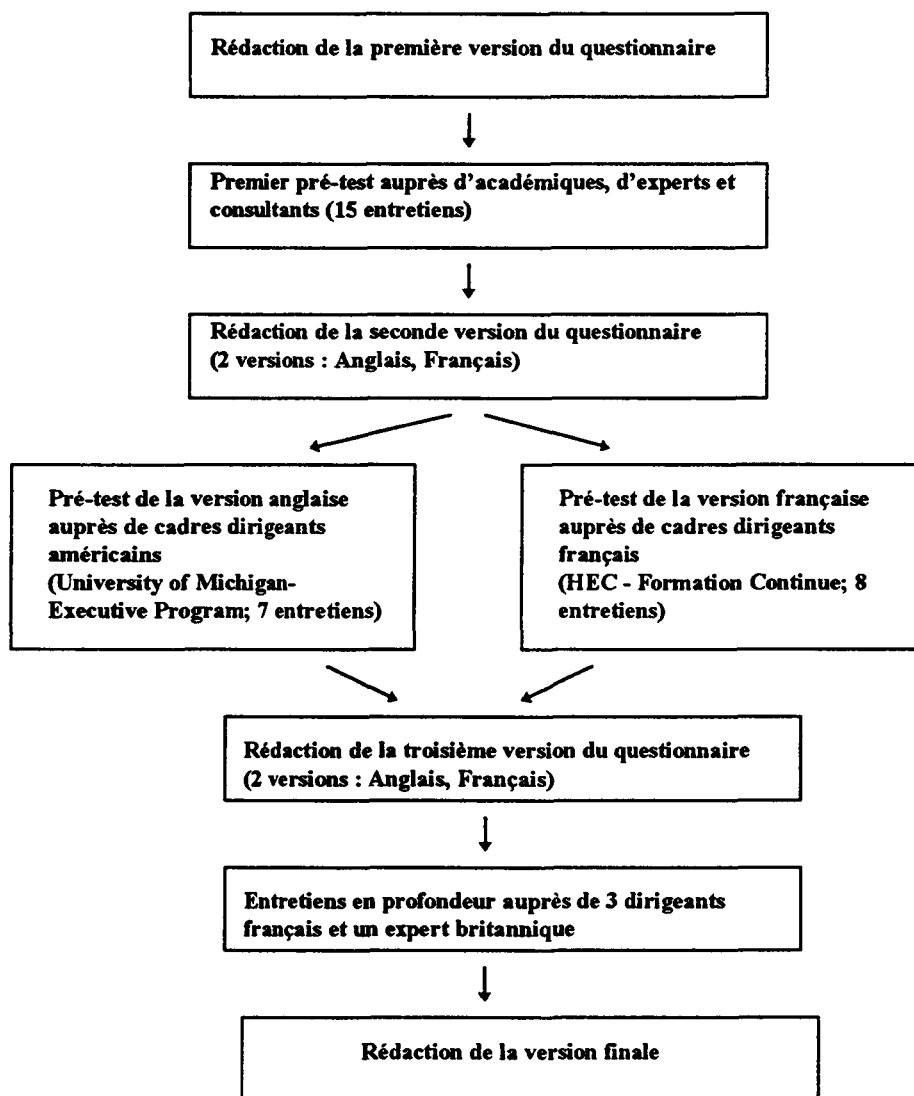 Rédaction de la première version du questionnaire
Premier pré-test auprès d'académiques, d'experts et
consultants (15 entretiens)
Rédaction de la seconde version du questionnaire
(2 versions : Anglais, Français)
Pré-test de la version anglaise
auprès de cadres dirigeants
américains
(University of Michigan-
Executive Program; 7 entretiens)
Pré-test de la version française
auprès de cadres dirigeants
français
(HEC - Formation Continue; 8
entretiens)
Rédaction de la troisième version du questionnaire
(2 versions : Anglais, Français)
Entretiens en profondeur auprès de 3 dirigeants
français et un expert britannique
Rédaction de la version finale